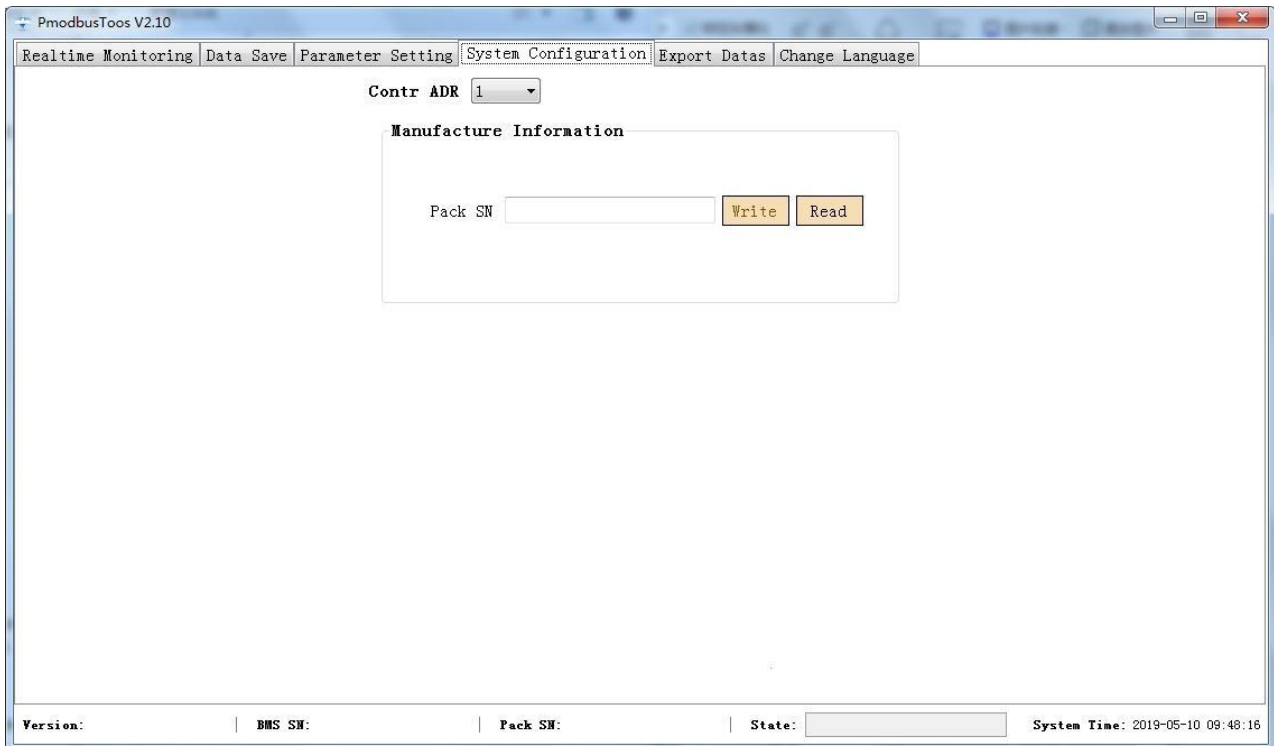 PmodbusToos V2.10
Realtime Monitoring Data Save Parameter Setting System Configuration Export Datas Change Language
Contr ADR 1
Manufacture Information
Pack SN Write Read
Version: BMS SN: Pack SN: State: System Time: 2019-05-10 09:48:16